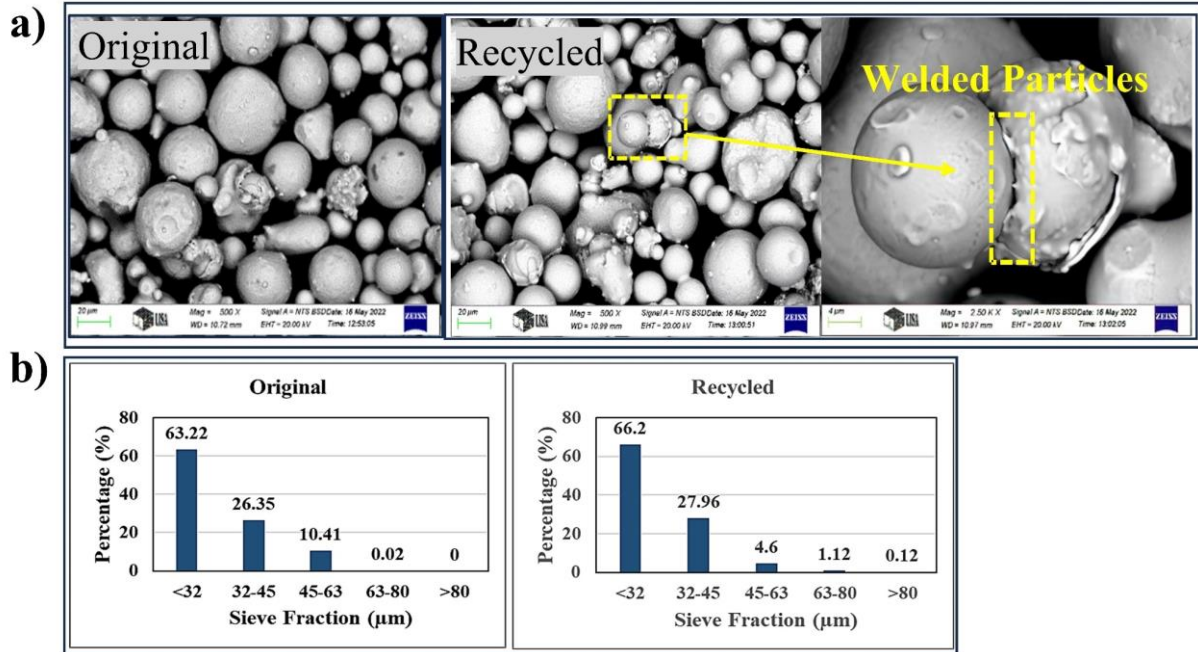 a)
Original
Recycled
Welded Particles
20 µm
Mag = 500 X
Signal A = NTS BSD Date: 16 May 2022
WD = 10.72 mm
EHT = 20.00 kV
Time: 12:53:05
ZEISS
20 µm
Mag = 500 X
Signal A = NTS BSD Date: 16 May 2022
WD = 10.99 mm
EHT = 20.00 kV
Time: 13:00:51
ZEISS
4 µm
Mag = 2.50 K X
Signal A = NTS BSD Date: 16 May 2022
WD = 10.97 mm
EHT = 20.00 kV
Time: 13:02:05
ZEISS
b)
Original
Percentage (%)
80
60
40
20
0
63.22
26.35
10.41
0.02
0
<32 32-45 45-63 63-80 >80
Sieve Fraction (µm)
Recycled
Percentage (%)
80
60
40
20
0
66.2
27.96
4.6
1.12
0.12
<32 32-45 45-63 63-80 >80
Sieve Fraction (µm)